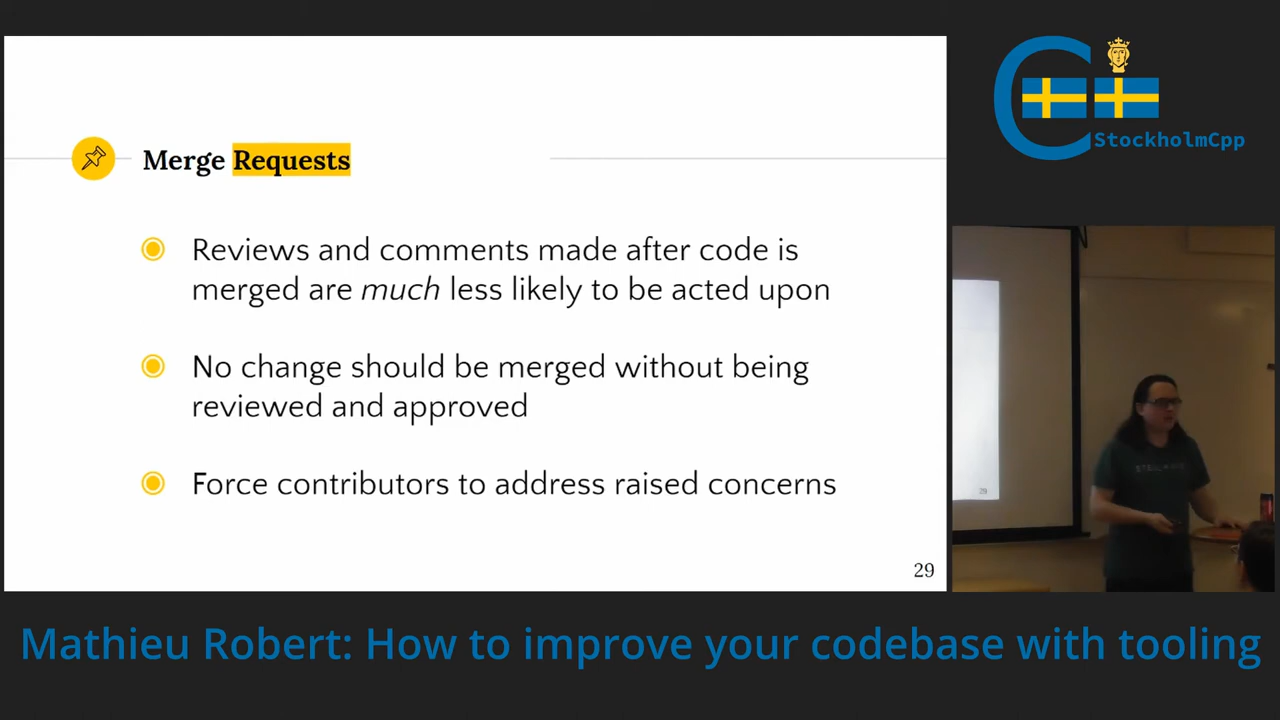 StockholmCpp
Merge Requests
Reviews and comments made after code is
merged are much less likely to be acted upon
No change should be merged without being
reviewed and approved
Force contributors to address raised concerns
29
29
Mathieu Robert: How to improve your codebase with tooling